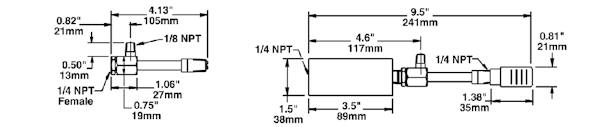 4.13"
105mm
0.82"
21mm
1/8 NPT
0.50"
13mm
1/4 NPT
Female
1.06"
27mm
0.75"
19mm
9.5"
241mm
4.6"
117mm
0.81"
21mm
1/4 NPT
1/4 NPT
1.5"
38mm
3.5"
89mm
1.38"
35mm